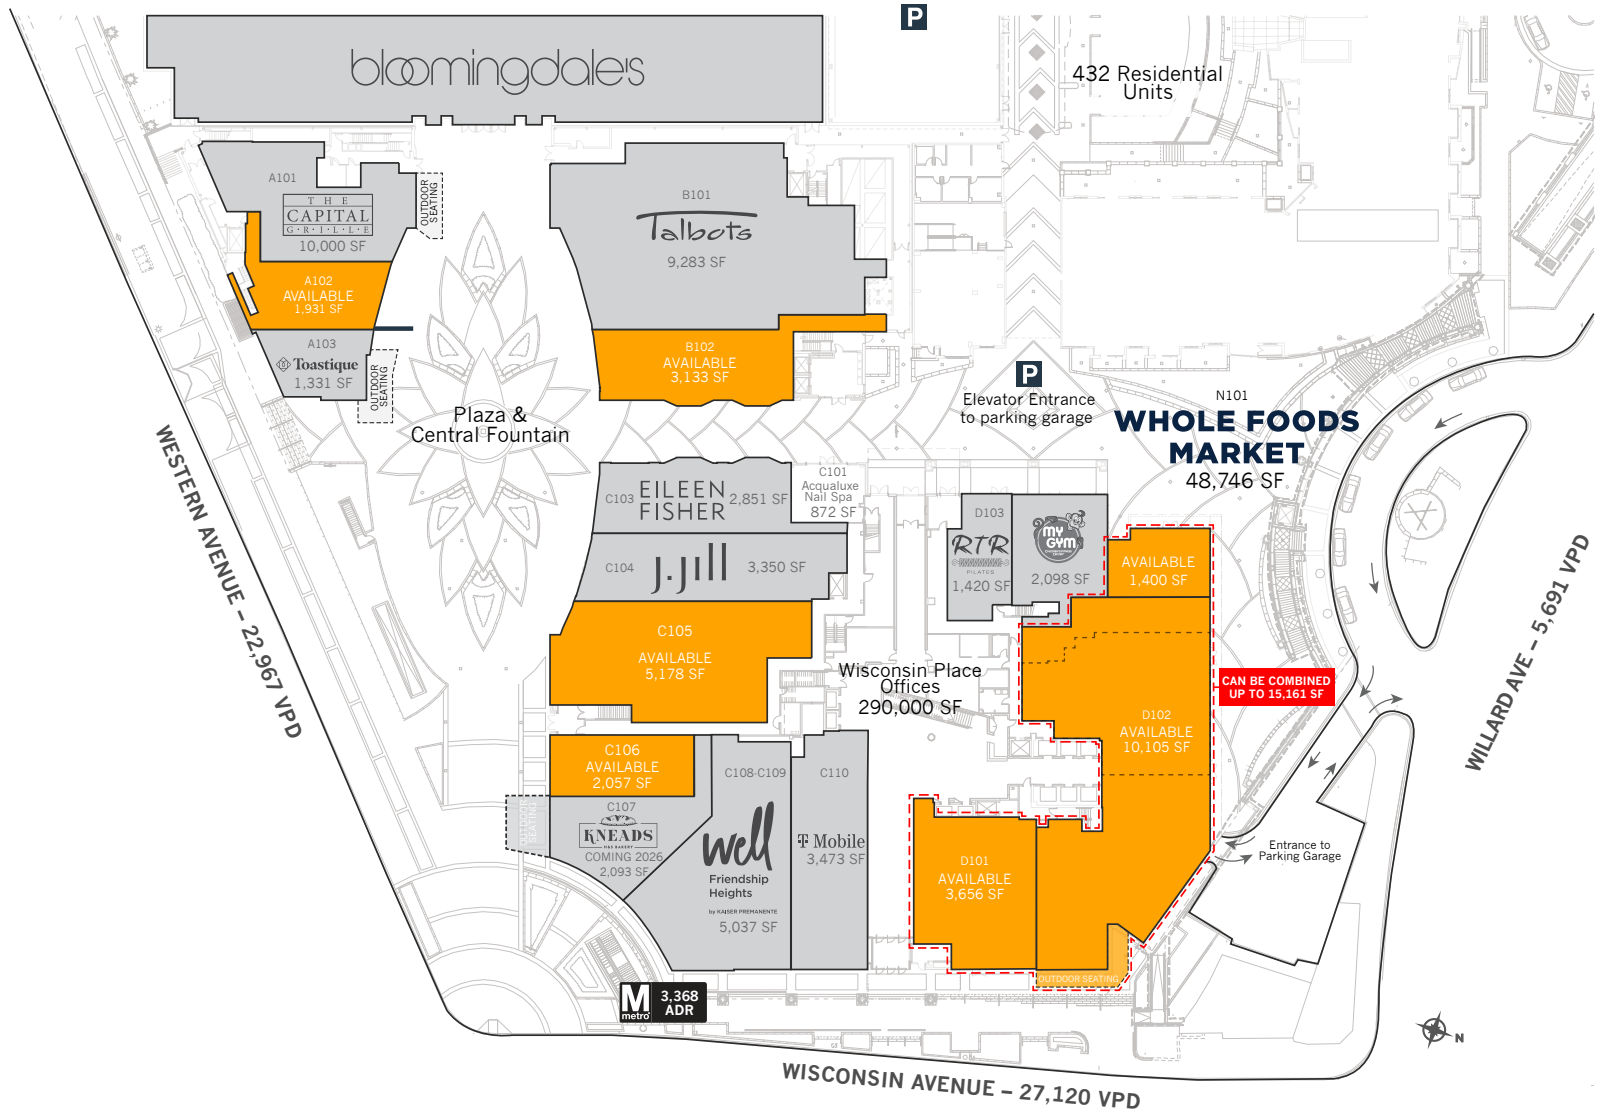 P
bloomingdale's
432 Residential
Units
A101
THE
CAPITAL
G·R·I·L·L·E
10,000 SF
OUTDOOR
SEATING
B101
Talbots
9,283 SF
A102
AVAILABLE
1,931 SF
A103
Toastique
1,331 SF
OUTDOOR
SEATING
B102
AVAILABLE
3,133 SF
P
Elevator Entrance
to parking garage
N101
WHOLE FOODS
MARKET
48,746 SF
Plaza &
Central Fountain
WESTERN AVENUE – 22,967 VPD
C103
EILEEN
FISHER
2,851 SF
C101
Acqualuxe
Nail Spa
872 SF
C104
J.Jill
3,350 SF
D103
RTR
PILATES
1,420 SF
MY
GYM
2,098 SF
AVAILABLE
1,400 SF
C105
AVAILABLE
5,178 SF
Wisconsin Place
Offices
290,000 SF
CAN BE COMBINED
UP TO 15,161 SF
D102
AVAILABLE
10,105 SF
WILLARD AVE – 5,691 VPD
C106
AVAILABLE
2,057 SF
OUTDOOR
SEATING
C107
KNEADS
H&S BAKERY
COMING 2026
2,093 SF
C108-C109
well
Friendship
Heights
by KAISER PREMANENTE
5,037 SF
C110
T Mobile
3,473 SF
D101
AVAILABLE
3,656 SF
OUTDOOR SEATING
Entrance to
Parking Garage
M
metro
3,368
ADR
N
WISCONSIN AVENUE – 27,120 VPD